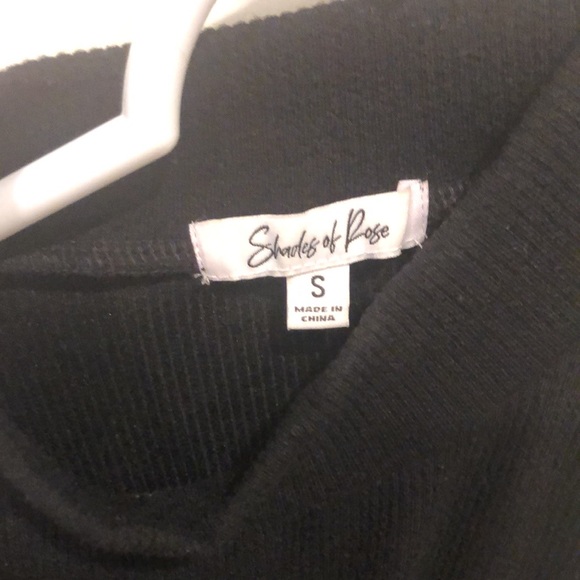 Shades of Rose
S
MADE IN
CHINA